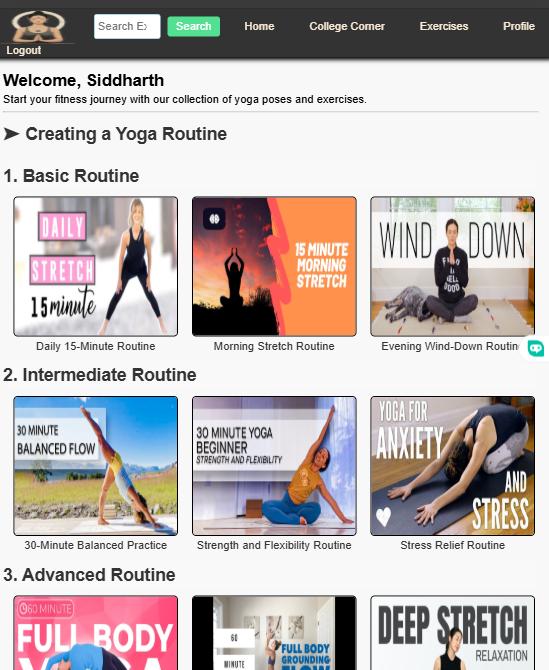 Search Ex
Search
Home
College Corner
Exercises
Profile
Logout
Welcome, Siddharth
Start your fitness journey with our collection of yoga poses and exercises.
➤ Creating a Yoga Routine
1. Basic Routine
DAILY
STRETCH
15 minute
15 MINUTE
MORNING
STRETCH
WIND DOWN
GOOD
Daily 15-Minute Routine
Morning Stretch Routine
Evening Wind-Down Routin
2. Intermediate Routine
30 MINUTE
BALANCED FLOW
30 MINUTE YOGA
BEGINNER
STRENGTH AND FLEXIBILITY
YOGA FOR
ANXIETY
AND
STRESS
30-Minute Balanced Practice
Strength and Flexibility Routine
Stress Relief Routine
3. Advanced Routine
60 MINUTE
FULL BODY
YOGA
60
MINUTE
FULL BODY
GROUNDING
FLOW
DEEP STRETCH
RELAXATION